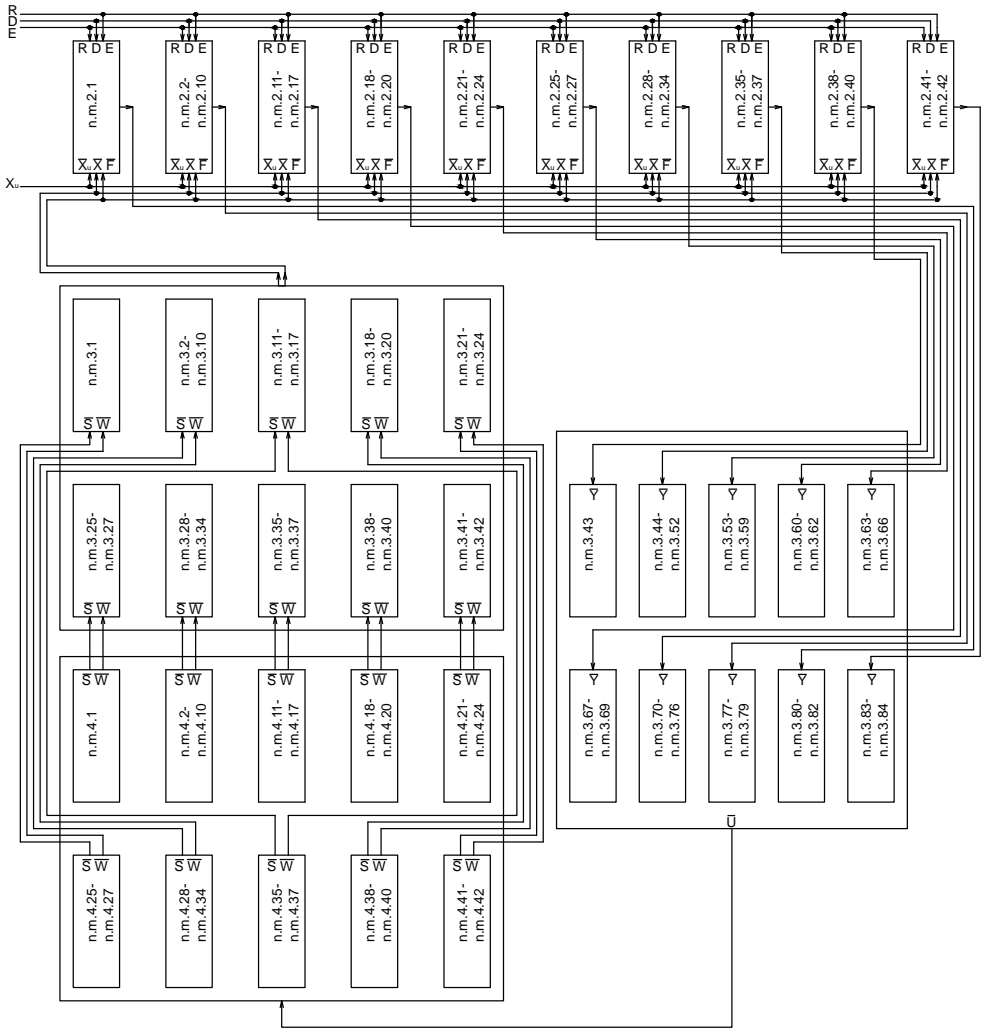 R
D
E
R D E R D E R D E R D E R D E R D E R D E R D E R D E R D E
n.m.2.1
n.m.2.2-
n.m.2.10
n.m.2.11-
n.m.2.17
n.m.2.18-
n.m.2.20
n.m.2.21-
n.m.2.24
n.m.2.25-
n.m.2.27
n.m.2.28-
n.m.2.34
n.m.2.35-
n.m.2.37
n.m.2.38-
n.m.2.40
n.m.2.41-
n.m.2.42
X̅u X̅ F̅ X̅u X̅ F̅ X̅u X̅ F̅ X̅u X̅ F̅ X̅u X̅ F̅ X̅u X̅ F̅ X̅u X̅ F̅ X̅u X̅ F̅ X̅u X̅ F̅ X̅u X̅ F̅
Xu
n.m.3.1
n.m.3.2-
n.m.3.10
n.m.3.11-
n.m.3.17
n.m.3.18-
n.m.3.20
n.m.3.21-
n.m.3.24
S̅ W̅ S̅ W̅ S̅ W̅ S̅ W̅ S̅ W̅
n.m.3.25-
n.m.3.27
n.m.3.28-
n.m.3.34
n.m.3.35-
n.m.3.37
n.m.3.38-
n.m.3.40
n.m.3.41-
n.m.3.42
S̅ W̅ S̅ W̅ S̅ W̅ S̅ W̅ S̅ W̅
Y̅ Y̅ Y̅ Y̅ Y̅
n.m.3.43
n.m.3.44-
n.m.3.52
n.m.3.53-
n.m.3.59
n.m.3.60-
n.m.3.62
n.m.3.63-
n.m.3.66
S̅ W̅ S̅ W̅ S̅ W̅ S̅ W̅ S̅ W̅
n.m.4.1
n.m.4.2-
n.m.4.10
n.m.4.11-
n.m.4.17
n.m.4.18-
n.m.4.20
n.m.4.21-
n.m.4.24
Y̅ Y̅ Y̅ Y̅ Y̅
n.m.3.67-
n.m.3.69
n.m.3.70-
n.m.3.76
n.m.3.77-
n.m.3.79
n.m.3.80-
n.m.3.82
n.m.3.83-
n.m.3.84
U̅
S̅ W̅ S̅ W̅ S̅ W̅ S̅ W̅ S̅ W̅
n.m.4.25-
n.m.4.27
n.m.4.28-
n.m.4.34
n.m.4.35-
n.m.4.37
n.m.4.38-
n.m.4.40
n.m.4.41-
n.m.4.42